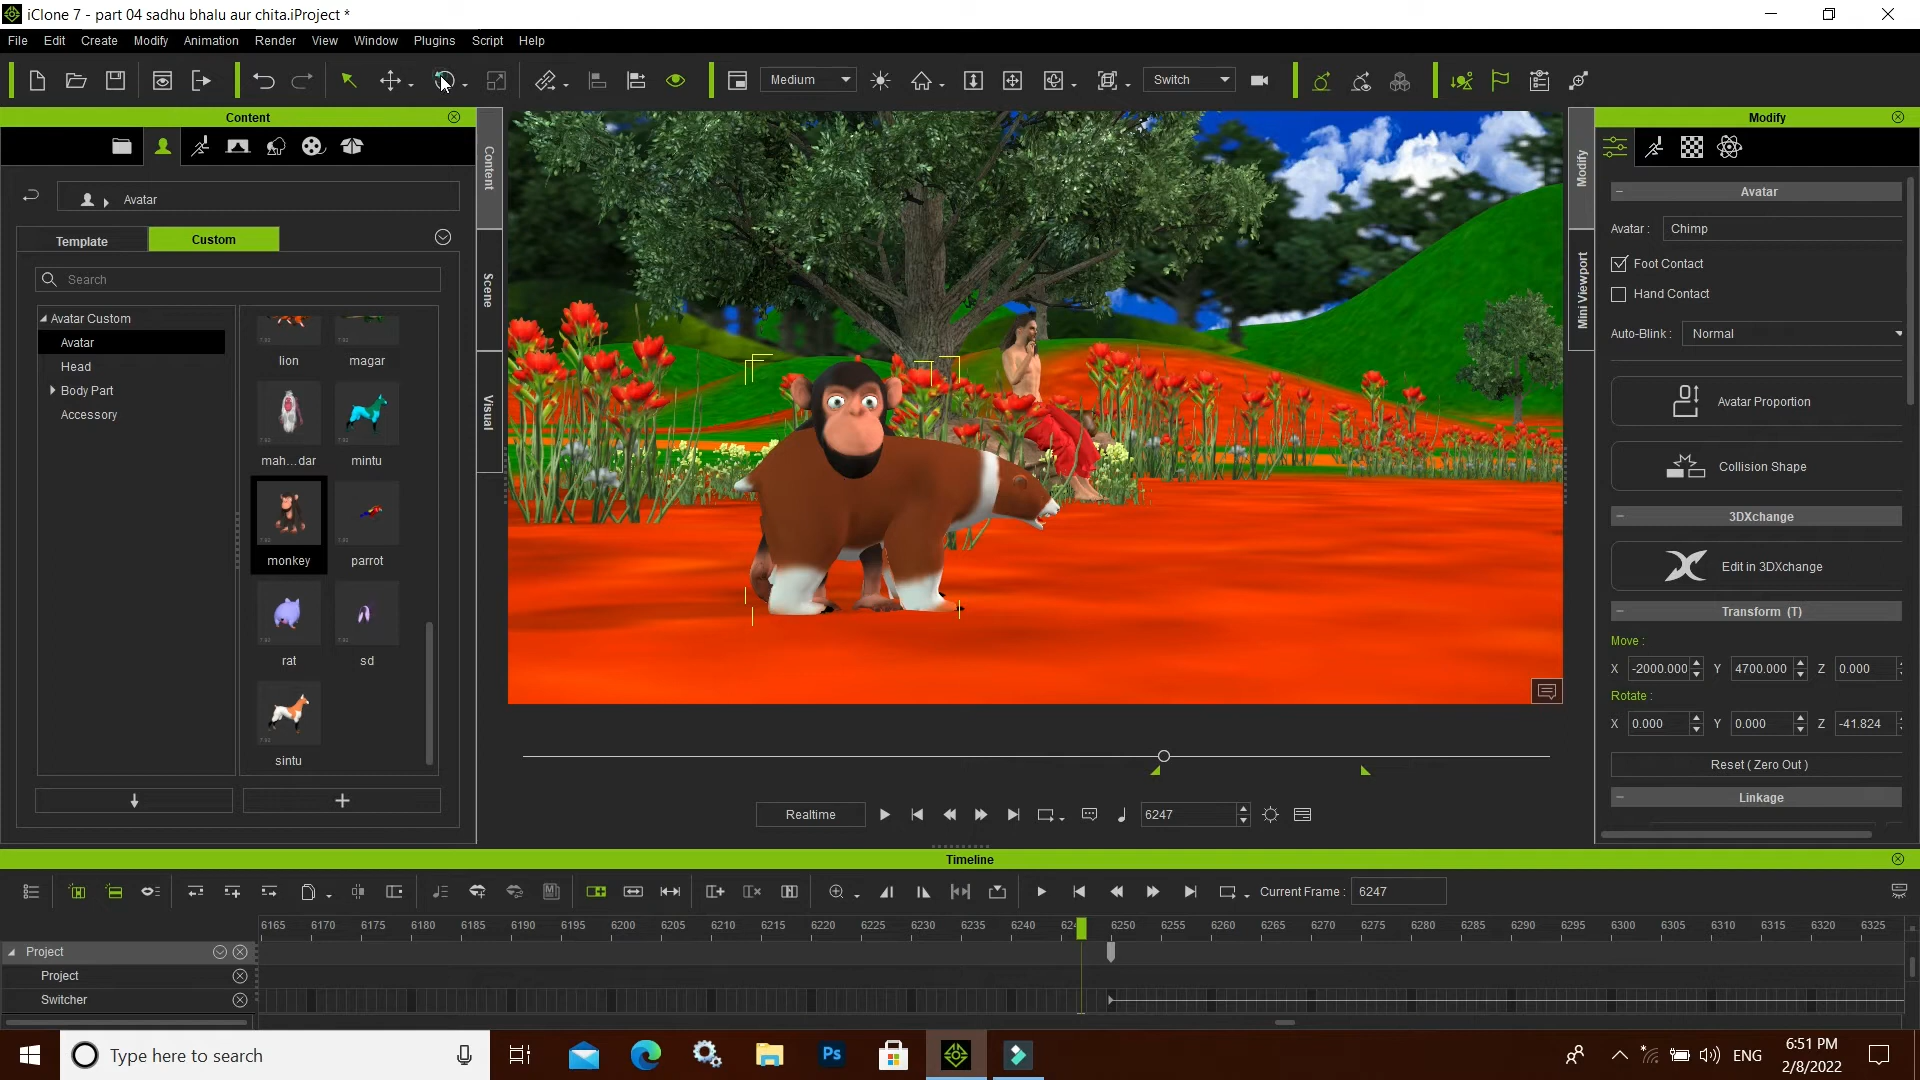 iClone 7 - part 04 sadhu bhalu aur chita.iProject *
File Edit Create Modify Animation Render View Window Plugins Script Help
Medium Switch
Content
Avatar
Template Custom
Search
Avatar Custom
Avatar
Head
Body Part
Accessory
lion magar
mah...dar mintu
monkey parrot
rat sd
sintu
Content
Scene
Visual
Modify
Mini Viewport
Modify
Avatar
Avatar : Chimp
Foot Contact
Hand Contact
Auto-Blink : Normal
Avatar Proportion
Collision Shape
3DXchange
Edit in 3DXchange
Transform (T)
Move :
X -2000.000 Y 4700.000 Z 0.000
Rotate :
X 0.000 Y 0.000 Z -41.824
Reset ( Zero Out )
Linkage
Realtime 6247
Timeline
Current Frame : 6247
6165 6170 6175 6180 6185 6190 6195 6200 6205 6210 6215 6220 6225 6230 6235 6240 624 6250 6255 6260 6265 6270 6275 6280 6285 6290 6295 6300 6305 6310 6315 6320 6325
Project
Project
Switcher
Type here to search
Ps
ENG
6:51 PM
2/8/2022